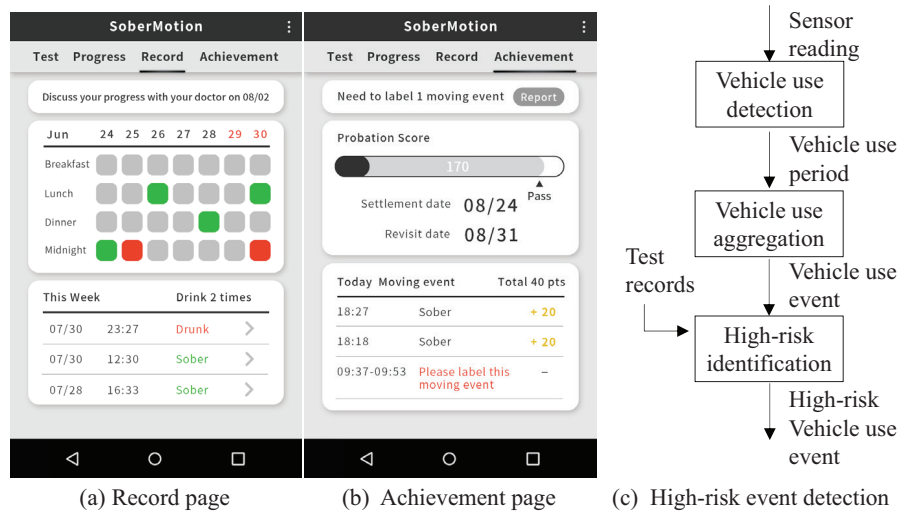 SoberMotion
Test Progress Record Achievement
Discuss your progress with your doctor on 08/02
Jun 24 25 26 27 28 29 30
Breakfast
Lunch
Dinner
Midnight
This Week Drink 2 times
07/30 23:27 Drunk
07/30 12:30 Sober
07/28 16:33 Sober
(a) Record page
SoberMotion
Test Progress Record Achievement
Need to label 1 moving event Report
Probation Score
170
Pass
Settlement date 08/24
Revisit date 08/31
Today Moving event Total 40 pts
18:27 Sober + 20
18:18 Sober + 20
09:37-09:53 Please label this –
moving event
(b) Achievement page
Sensor
reading
Vehicle use
detection
Vehicle use
period
Vehicle use
aggregation
Test
records
Vehicle use
event
High-risk
identification
High-risk
Vehicle use
event
(c) High-risk event detection